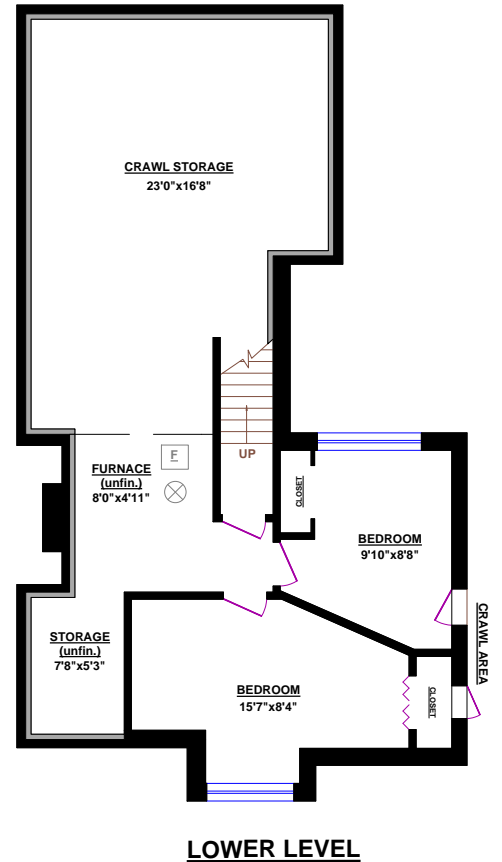 CRAWL STORAGE
23'0"x16'8"
UP
F
FURNACE
(unfin.)
8'0"x4'11"
CLOSET
BEDROOM
9'10"x8'8"
CRAWL AREA
STORAGE
(unfin.)
7'8"x5'3"
BEDROOM
15'7"x8'4"
CLOSET
LOWER LEVEL